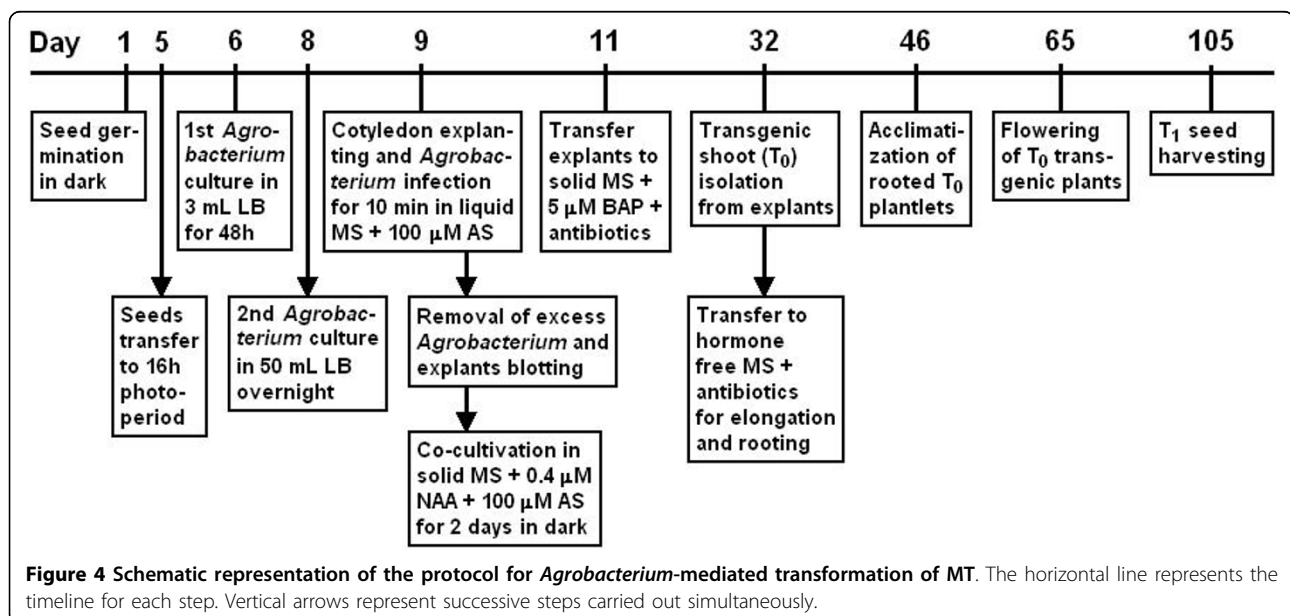 Day 1 5 6 8 9 11 32 46 65 105
Seed ger-
mination
in dark
1st Agro-
bacterium
culture in
3 mL LB
for 48h
Cotyledon explan-
ting and Agrobac-
terium infection
for 10 min in liquid
MS + 100 μM AS
Transfer
explants to
solid MS +
5 μM BAP +
antibiotics
Transgenic
shoot (T0)
isolation
from explants
Acclimati-
zation of
rooted T0
plantlets
Flowering
of T0 trans-
genic plants
T1 seed
harvesting
Seeds
transfer
to 16h
photo-
period
2nd Agrobac-
terium culture
in 50 mL LB
overnight
Removal of excess
Agrobacterium and
explants blotting
Transfer to
hormone
free MS +
antibiotics
for elongation
and rooting
Co-cultivation in
solid MS + 0.4 μM
NAA + 100 μM AS
for 2 days in dark
Figure 4 Schematic representation of the protocol for Agrobacterium-mediated transformation of MT. The horizontal line represents the
timeline for each step. Vertical arrows represent successive steps carried out simultaneously.